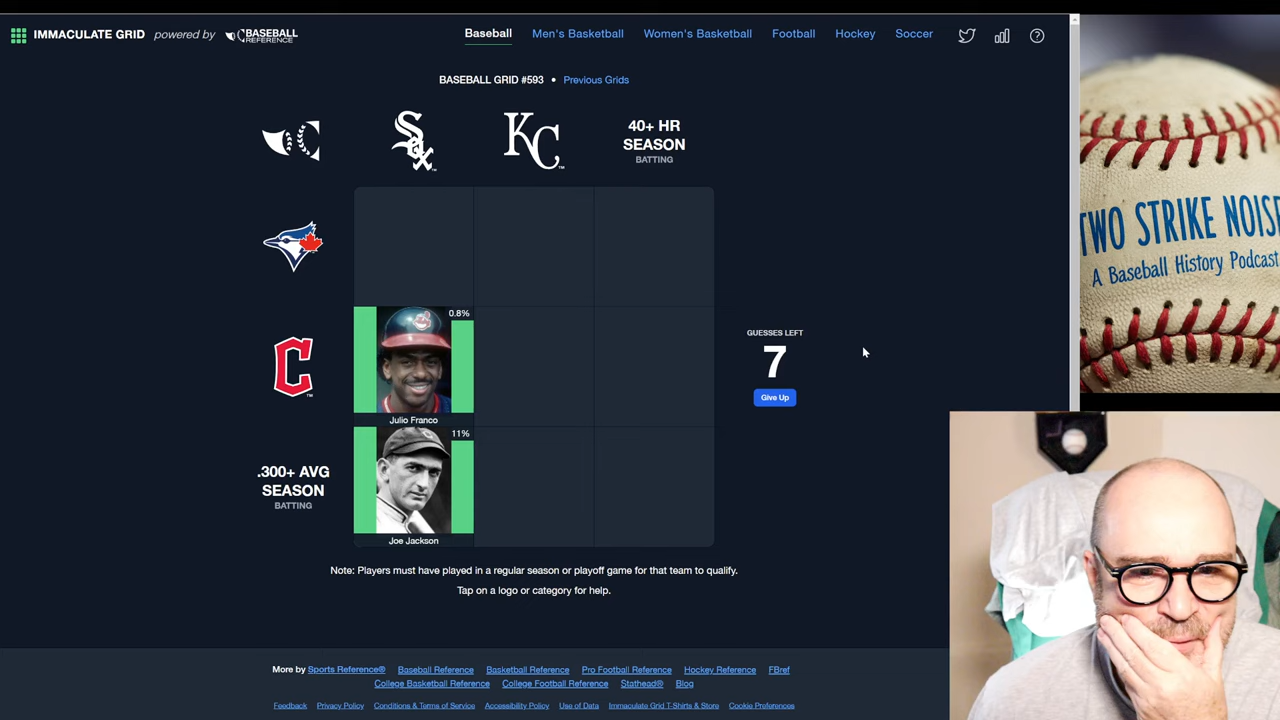 IMMACULATE GRID powered by BASEBALL REFERENCE
Baseball Men's Basketball Women's Basketball Football Hockey Soccer
BASEBALL GRID #593 • Previous Grids
Sox
KC
40+ HR
SEASON
BATTING
TWO STRIKE NOISE
A Baseball History Podcast
0.8%
GUESSES LEFT
7
C
Give Up
Julio Franco
11%
.300+ AVG
SEASON
BATTING
Joe Jackson
Note: Players must have played in a regular season or playoff game for that team to qualify.
Tap on a logo or category for help.
More by Sports Reference® Baseball Reference Basketball Reference Pro Football Reference Hockey Reference FBref
College Basketball Reference College Football Reference Stathead® Blog
Feedback Privacy Policy Conditions & Terms of Service Accessibility Policy Use of Data Immaculate Grid T-Shirts & Store Cookie Preferences